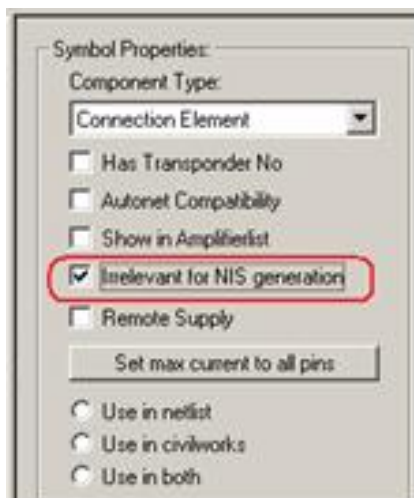 Symbol Properties:
Component Type:
Connection Element
Has Transponder No
Autonet Compatibility
Show in Amplifierlist
Irrelevant for NIS generation
Remote Supply
Set max current to all pins
Use in netlist
Use in civilworks
Use in both